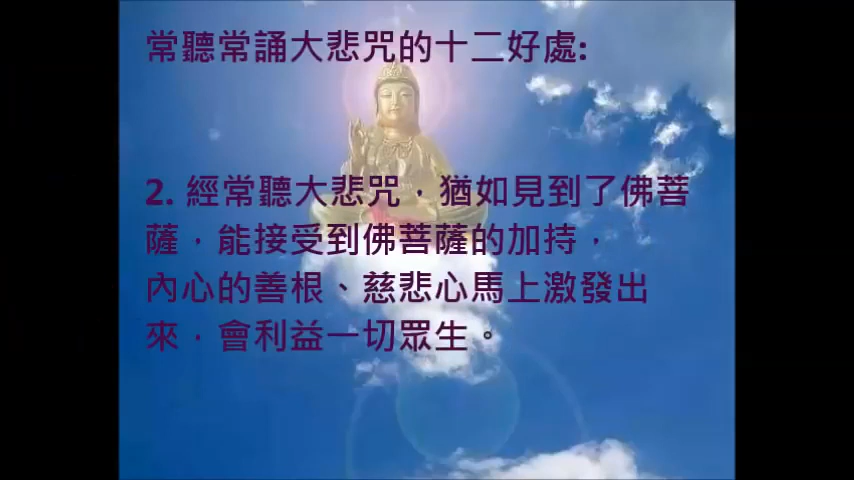 常聽常誦大悲咒的十二好處:
2. 經常聽大悲咒，猶如見到了佛菩
薩，能接受到佛菩薩的加持，
內心的善根、慈悲心馬上激發出
來，會利益一切眾生。